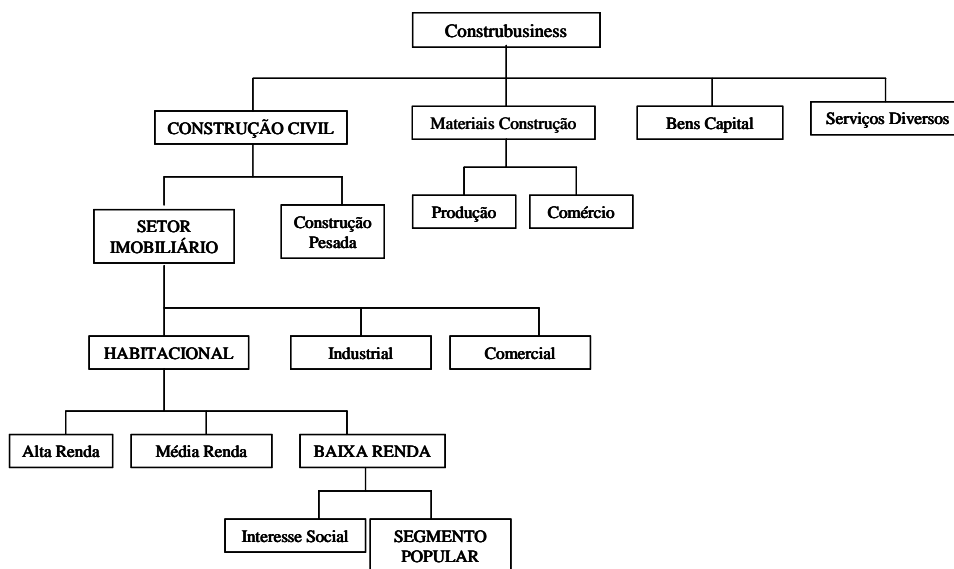 Construbusiness
CONSTRUÇÃO CIVIL
Materiais Construção
Bens Capital
Serviços Diversos
SETOR
IMOBILIÁRIO
Construção
Pesada
Produção
Comércio
HABITACIONAL
Industrial
Comercial
Alta Renda
Média Renda
BAIXA RENDA
Interesse Social
SEGMENTO
POPULAR